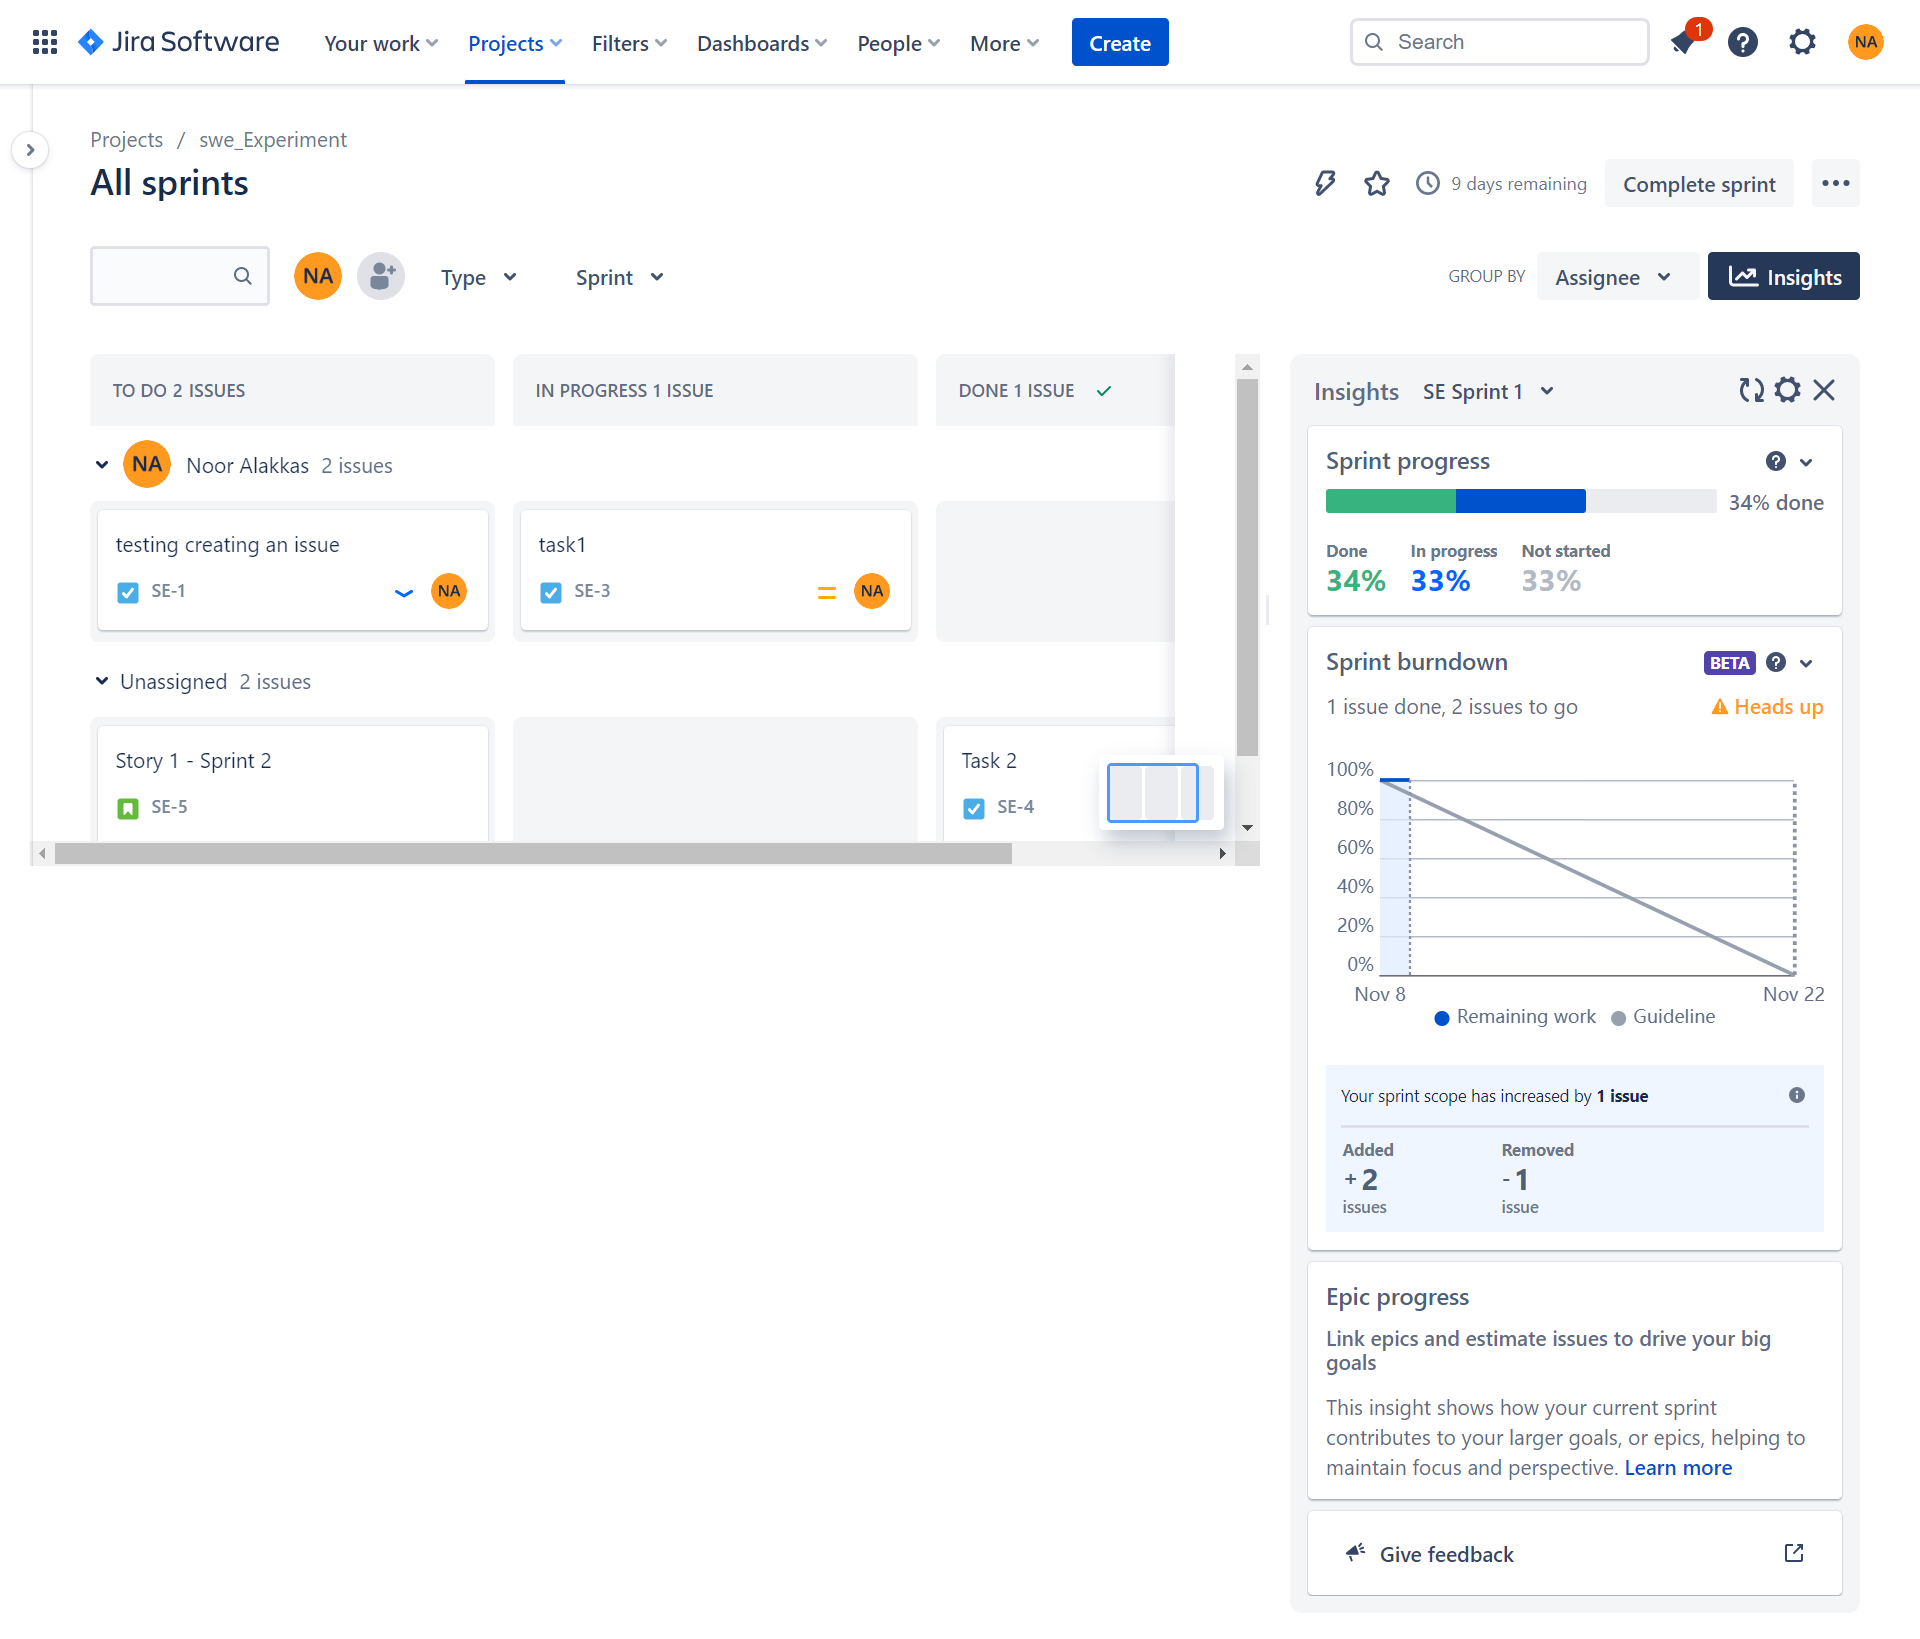 Jira Software
Your work
Projects
Filters
Dashboards
People
More
Create
Search
1
NA
Projects / swe_Experiment
All sprints
9 days remaining
Complete sprint
NA
Type
Sprint
GROUP BY
Assignee
Insights
TO DO 2 ISSUES
IN PROGRESS 1 ISSUE
DONE 1 ISSUE
NA
Noor Alakkas 2 issues
testing creating an issue
SE-1
NA
task1
SE-3
NA
Unassigned 2 issues
Story 1 - Sprint 2
SE-5
Task 2
SE-4
Insights
SE Sprint 1
Sprint progress
34% done
Done
In progress
Not started
34%
33%
33%
Sprint burndown
BETA
1 issue done, 2 issues to go
Heads up
100%
80%
60%
40%
20%
0%
Nov 8
Nov 22
Remaining work
Guideline
Your sprint scope has increased by 1 issue
Added
Removed
+2
-1
issues
issue
Epic progress
Link epics and estimate issues to drive your big
goals
This insight shows how your current sprint
contributes to your larger goals, or epics, helping to
maintain focus and perspective. Learn more
Give feedback